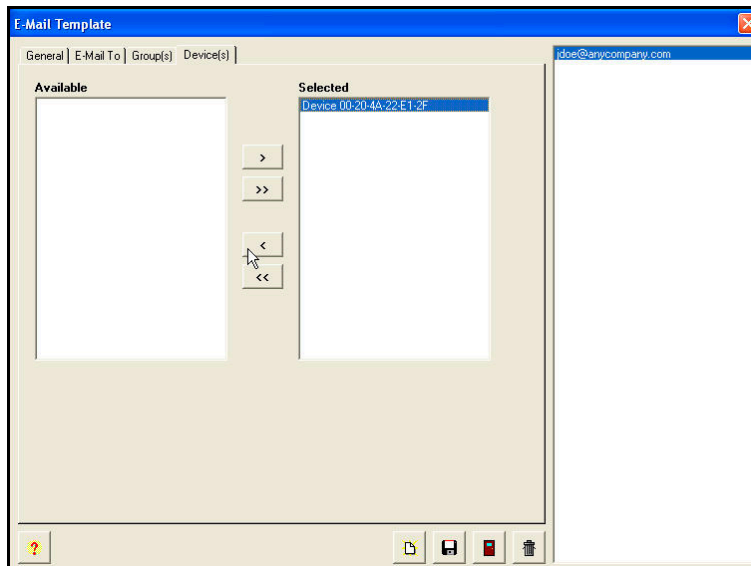 E-Mail Template
General E-Mail To Group(s) Device(s)
jdoe@anycompany.com
Available Selected
Device 00-20-4A-22-E1-2F
>
>>
<
<<
?